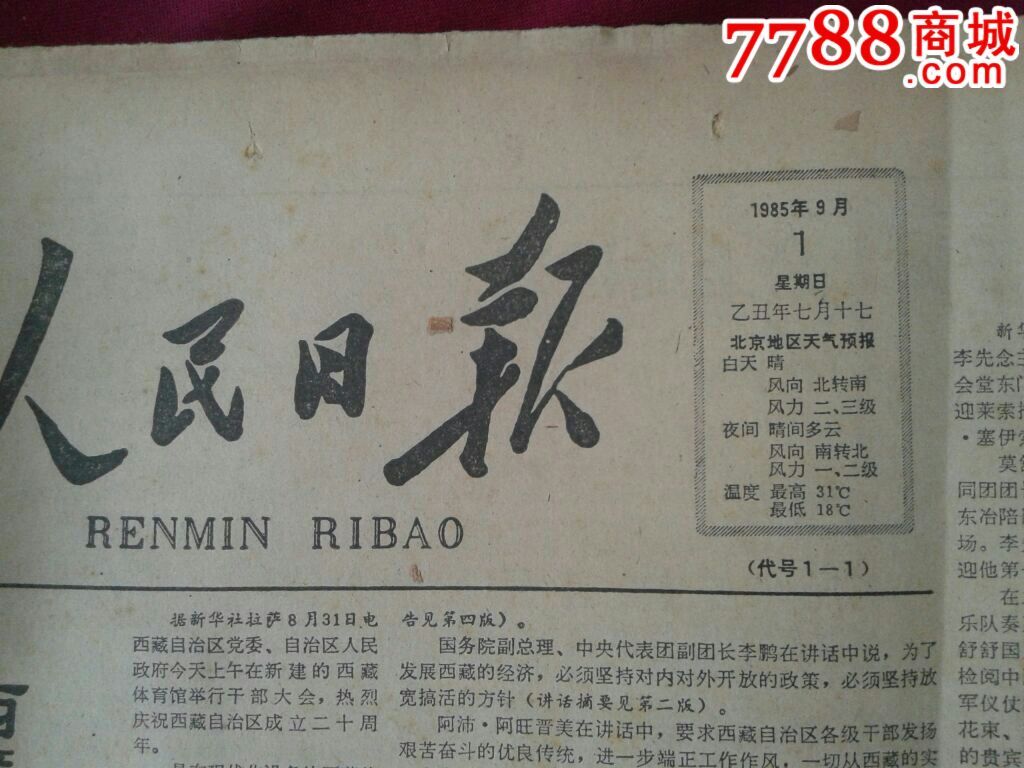 7788商城
.com
人民日报
RENMIN RIBAO
1985年9月
1
星期日
乙丑年七月十七
北京地区天气预报
白天 晴
风向 北转南
风力 二、三级
夜间 晴间多云
风向 南转北
风力 一、二级
温度 最高 31℃
最低 18℃
(代号1—1)
据新华社拉萨8月31日电
西藏自治区党委、自治区人民
政府今天上午在新建的西藏
体育馆举行干部大会，热烈
庆祝西藏自治区成立二十周
年。
告见第四版)。
国务院副总理、中央代表团副团长李鹏在讲话中说，为了
发展西藏的经济，必须坚持对内对外开放的政策，必须坚持放
宽搞活的方针(讲话摘要见第二版)。
阿沛·阿旺晋美在讲话中，要求西藏自治区各级干部发扬
艰苦奋斗的优良传统，进一步端正工作作风，一切从西藏的实
新华
李先念主
会堂东门
迎莱索托
·塞伊索
莫
同团团
东冶陪
场。李
迎他第一
在
乐队奏
舒舒国
检阅中
军仪仗
花束、
的贵宾